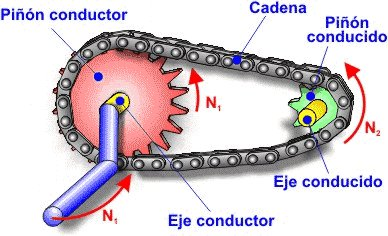 Cadena
Piñón conductor
Piñón
conducido
N1
N2
Eje conducido
N1
Eje conductor